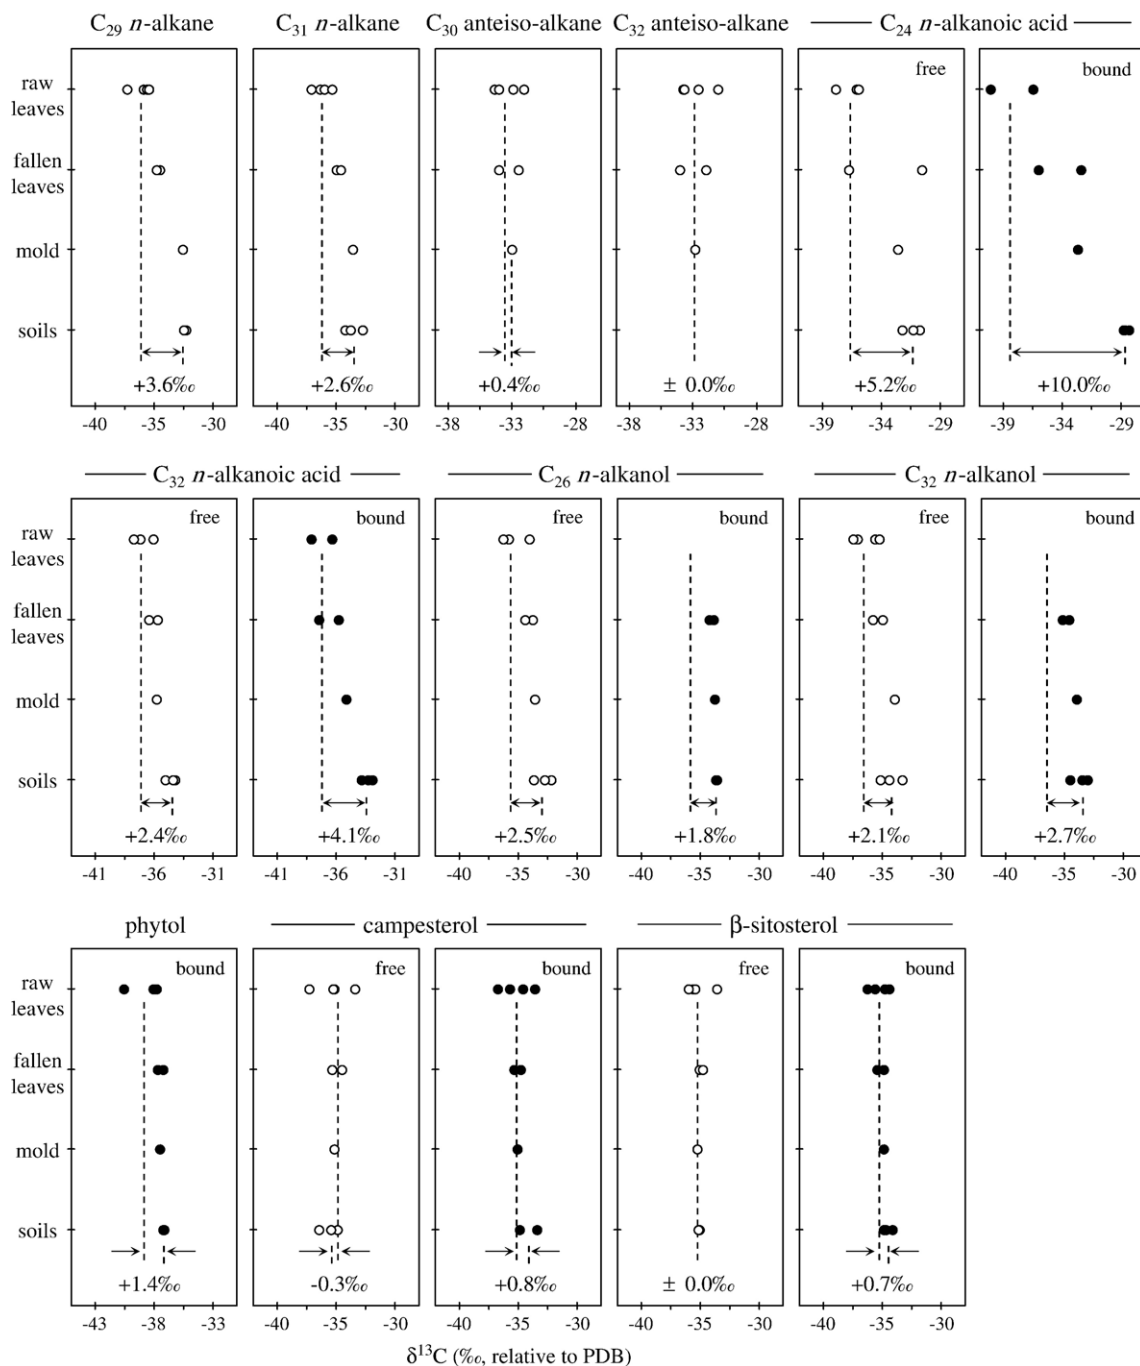 C₂₉ n-alkane C₃₁ n-alkane C₃₀ anteiso-alkane C₃₂ anteiso-alkane C₂₄ n-alkanoic acid
free bound
raw
leaves
fallen
leaves
mold
soils
+3.6‰ +2.6‰ +0.4‰ ± 0.0‰ +5.2‰ +10.0‰
-40 -35 -30 -40 -35 -30 -38 -33 -28 -38 -33 -28 -39 -34 -29 -39 -34 -29
C₃₂ n-alkanoic acid C₂₆ n-alkanol C₃₂ n-alkanol
free bound free bound free bound
raw
leaves
fallen
leaves
mold
soils
+2.4‰ +4.1‰ +2.5‰ +1.8‰ +2.1‰ +2.7‰
-41 -36 -31 -41 -36 -31 -40 -35 -30 -40 -35 -30 -40 -35 -30 -40 -35 -30
phytol campesterol β-sitosterol
bound free bound free bound
raw
leaves
fallen
leaves
mold
soils
+1.4‰ -0.3‰ +0.8‰ ± 0.0‰ +0.7‰
-43 -38 -33 -40 -35 -30 -40 -35 -30 -40 -35 -30 -40 -35 -30
δ¹³C (‰, relative to PDB)